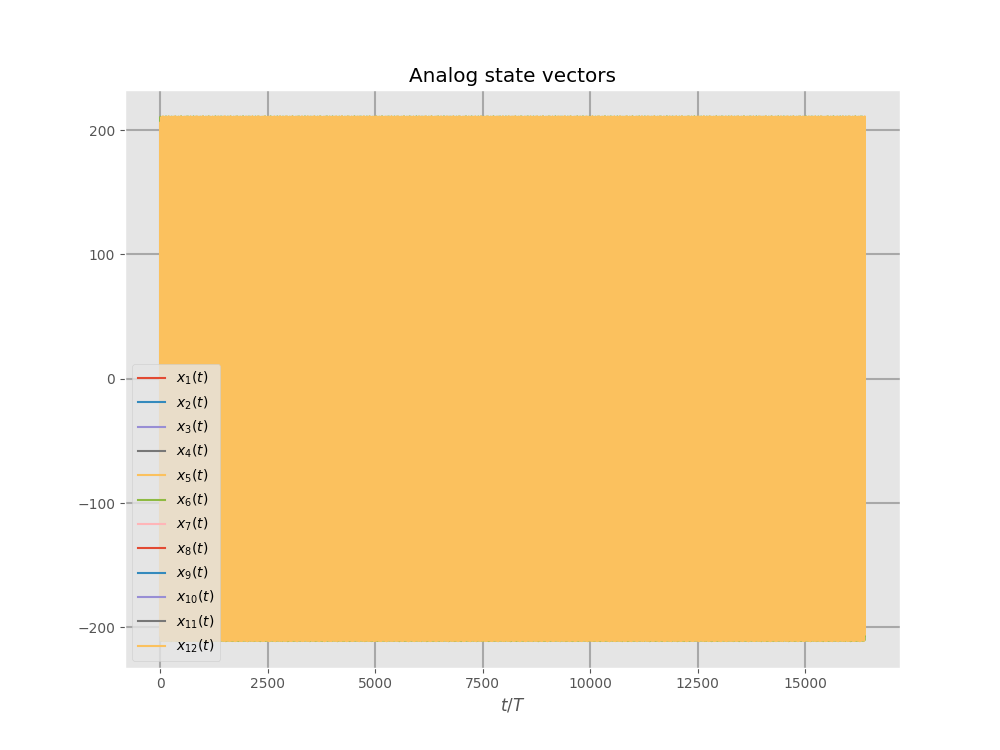 Analog state vectors
200
100
0
−100
−200
x₁(t)
x₂(t)
x₃(t)
x₄(t)
x₅(t)
x₆(t)
x₇(t)
x₈(t)
x₉(t)
x₁₀(t)
x₁₁(t)
x₁₂(t)
0 2500 5000 7500 10000 12500 15000
t/T